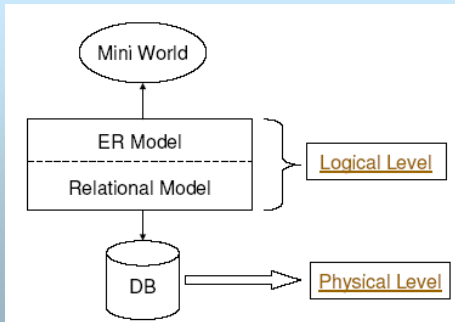 Mini World
ER Model
Logical Level
Relational Model
DB
Physical Level